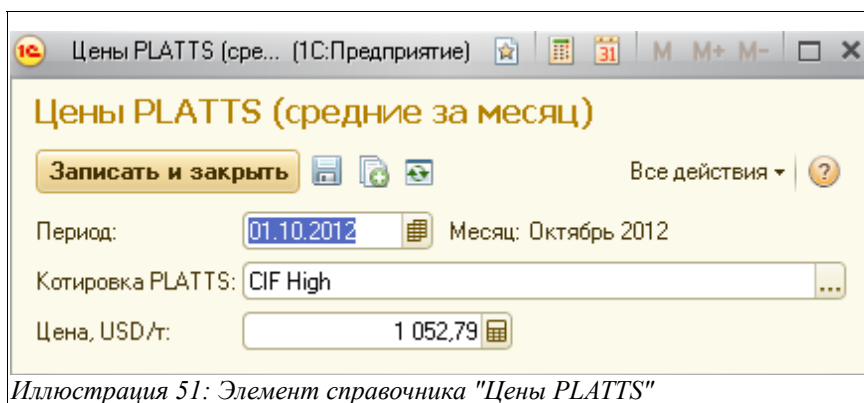 1С Цены PLATTS (сре... (1С:Предприятие) 31 M M+ M-
Цены PLATTS (средние за месяц)
Записать и закрыть Все действия ?
Период: 01.10.2012 Месяц: Октябрь 2012
Котировка PLATTS: CIF High ...
Цена, USD/т: 1 052,79
Иллюстрация 51: Элемент справочника "Цены PLATTS"